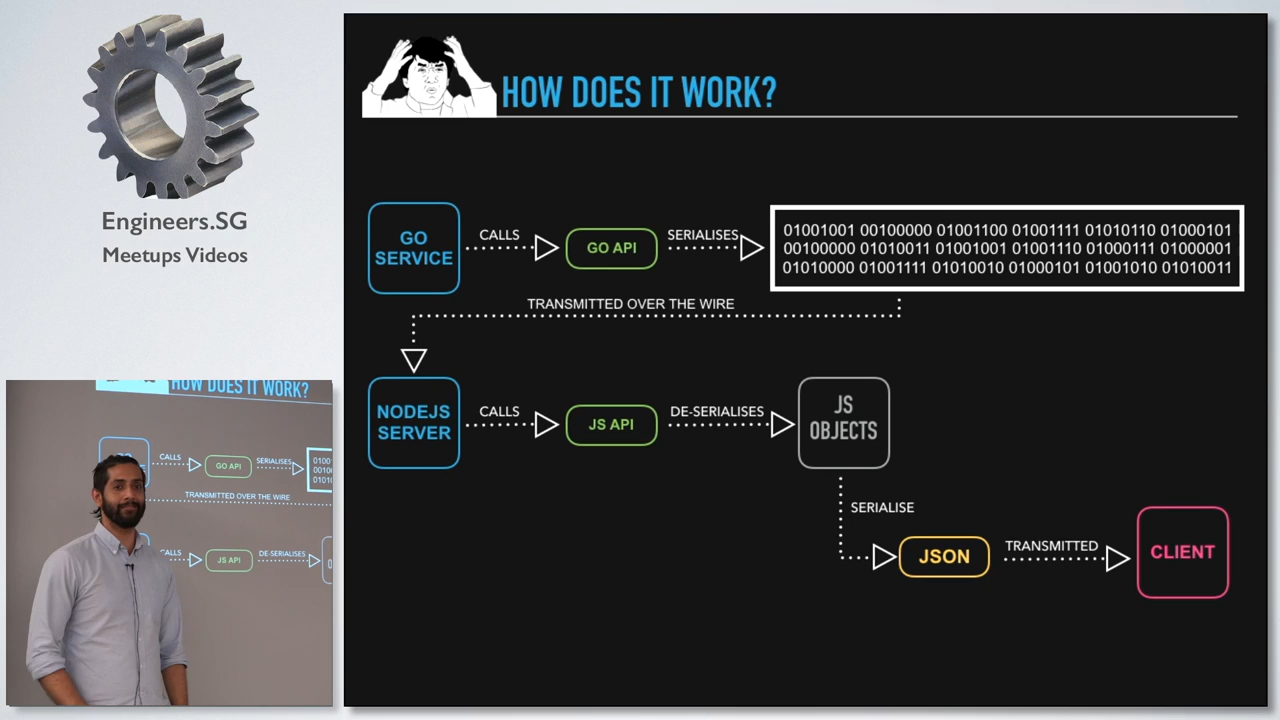 Engineers.SG
Meetups Videos
HOW DOES IT WORK?
GO
SERVICE
CALLS
GO API
SERIALISES
01001001 00100000 01001100 01001111 01010110 01000101
00100000 01010011 01001001 01001110 01000111 01000001
01010000 01001111 01010010 01000101 01001010 01010011
TRANSMITTED OVER THE WIRE
NODEJS
SERVER
CALLS
JS API
DE-SERIALISES
JS
OBJECTS
SERIALISE
JSON
TRANSMITTED
CLIENT
HOW DOES IT WORK?
CALLS
GO API
SERIALISES
TRANSMITTED OVER THE WIRE
CALLS
JS API
DE-SERIALISES